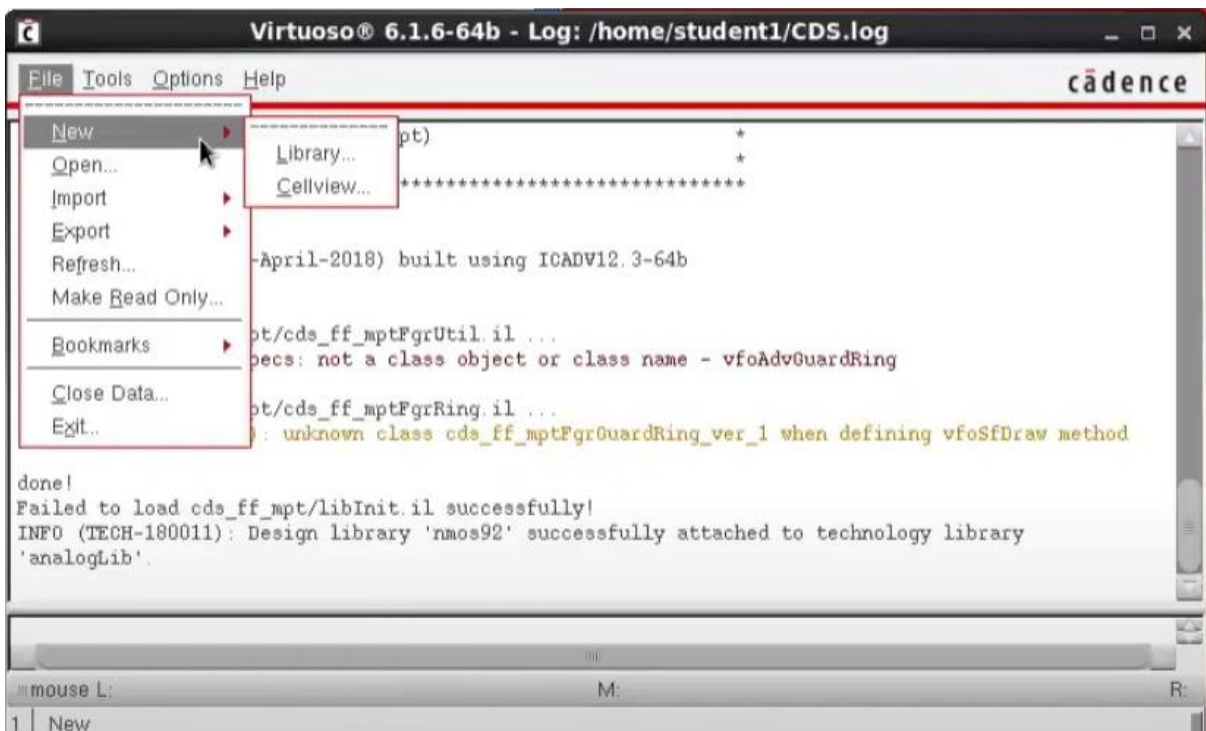 Virtuoso® 6.1.6-64b - Log: /home/student1/CDS.log
File Tools Options Help
cādence
New
Open...
Import
Export
Refresh...
Make Read Only...
Bookmarks
Close Data...
Exit...
Library...
Cellview...
pt) *
*
******************************
-April-2018) built using ICADV12.3-64b
pt/cds_ff_mptFgrUtil.il ...
pecs: not a class object or class name - vfoAdvGuardRing
pt/cds_ff_mptFgrRing.il ...
): unknown class cds_ff_mptFgrGuardRing_ver_1 when defining vfoSfDraw method
done!
Failed to load cds_ff_mpt/libInit.il successfully!
INFO (TECH-180011): Design library 'nmos92' successfully attached to technology library
'analogLib'.
mouse L: M: R:
1 New